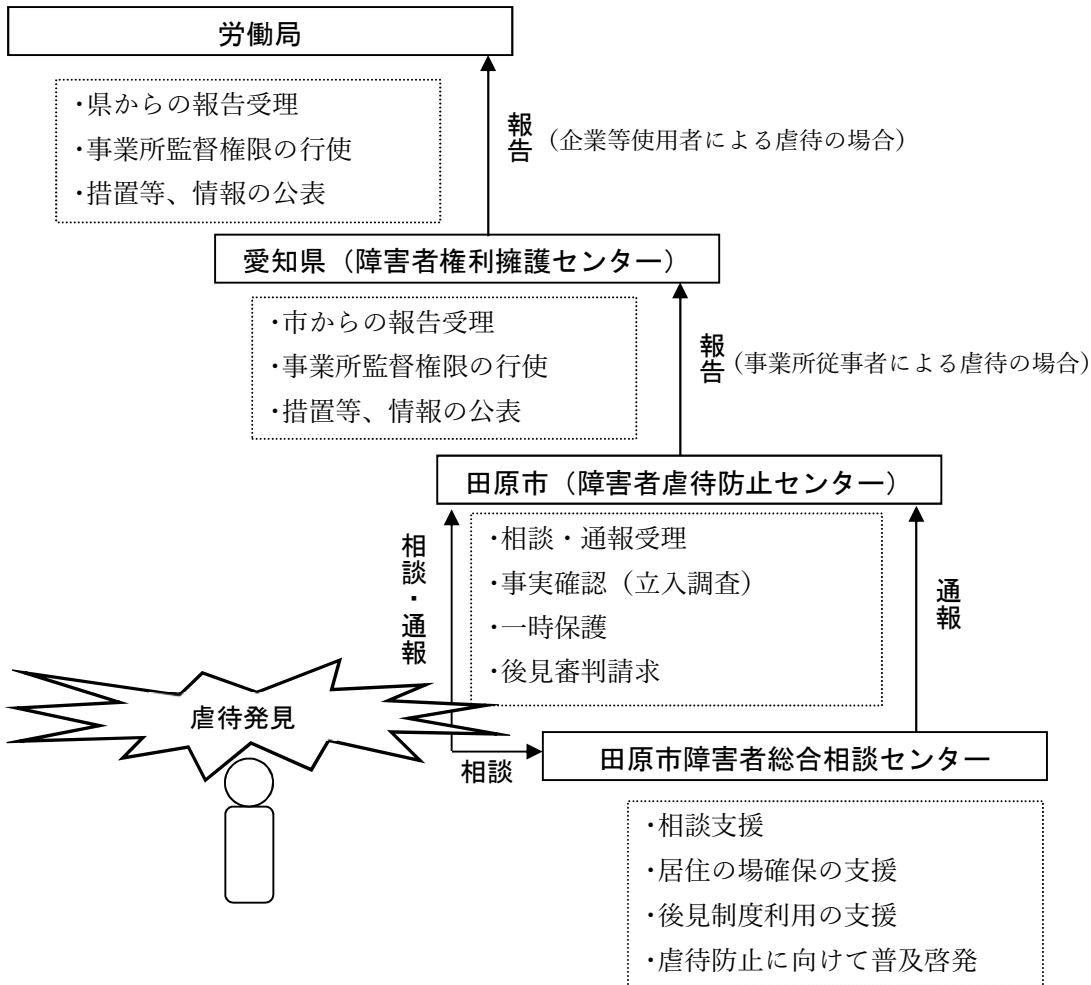 労働局
・県からの報告受理
・事業所監督権限の行使
・措置等、情報の公表
報告
(企業等使用者による虐待の場合)
愛知県（障害者権利擁護センター）
・市からの報告受理
・事業所監督権限の行使
・措置等、情報の公表
報告
(事業所従事者による虐待の場合)
田原市（障害者虐待防止センター）
相談・通報
・相談・通報受理
・事実確認（立入調査）
・一時保護
・後見審判請求
通報
虐待発見
相談
田原市障害者総合相談センター
・相談支援
・居住の場確保の支援
・後見制度利用の支援
・虐待防止に向けて普及啓発